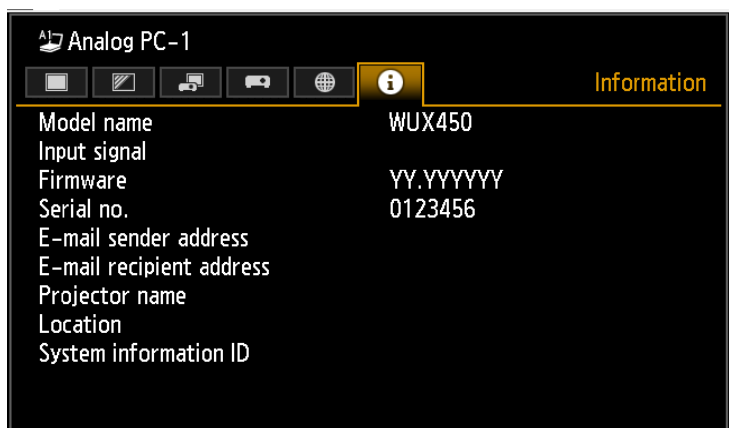 Analog PC-1
Information
Model name WUX450
Input signal
Firmware YY.YYYYYY
Serial no. 0123456
E-mail sender address
E-mail recipient address
Projector name
Location
System information ID